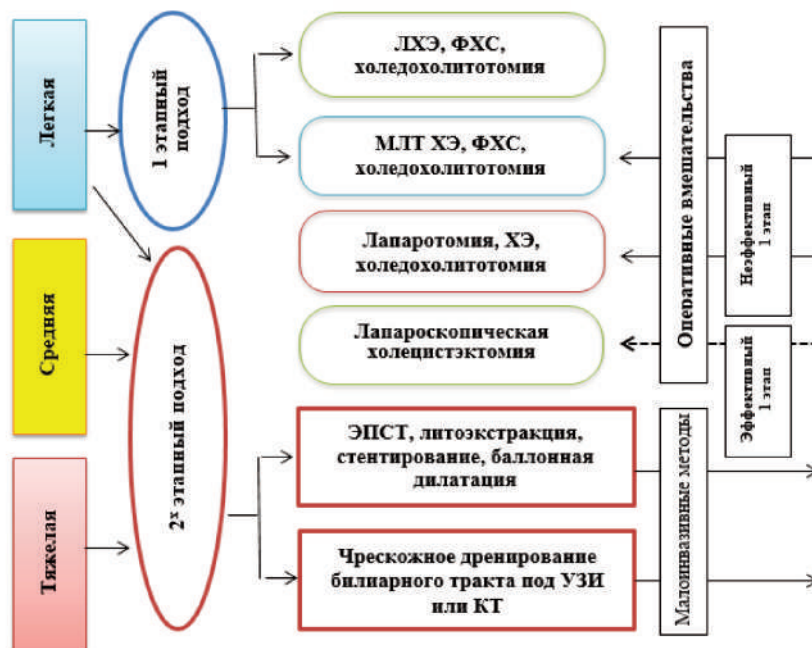 Легкая
Средняя
Тяжелая
1 этапный
подход
2х этапный подход
ЛХЭ, ФХС,
холедохолитотомия
МЛТ ХЭ, ФХС,
холедохолитотомия
Лапаротомия, ХЭ,
холедохолитотомия
Лапароскопическая
холецистэктомия
ЭПСТ, литоэкстракция,
стентирование, баллонная
дилатация
Чрескожное дренирование
билиарного тракта под УЗИ
или КТ
Оперативные вмешательства
Малоинвазивные методы
Неэффективный
1 этап
Эффективный
1 этап